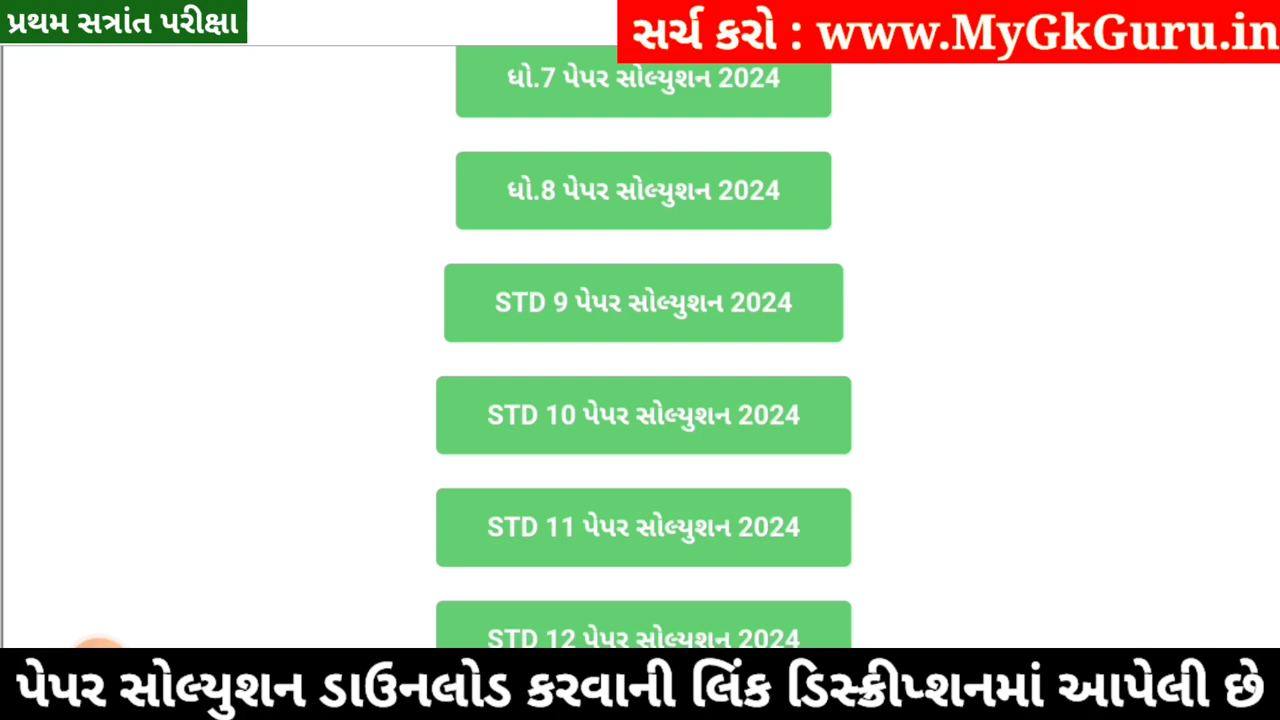 પ્રથમ સત્રાંત પરીક્ષા
સર્ચ કરો : www.MyGkGuru.in
ધો.7 પેપર સોલ્યુશન 2024
ધો.8 પેપર સોલ્યુશન 2024
STD 9 પેપર સોલ્યુશન 2024
STD 10 પેપર સોલ્યુશન 2024
STD 11 પેપર સોલ્યુશન 2024
STD 12 પેપર સોલ્યુશન 2024
પેપર સોલ્યુશન ડાઉનલોડ કરવાની લિંક ડિસ્ક્રીપ્શનમાં આપેલી છે